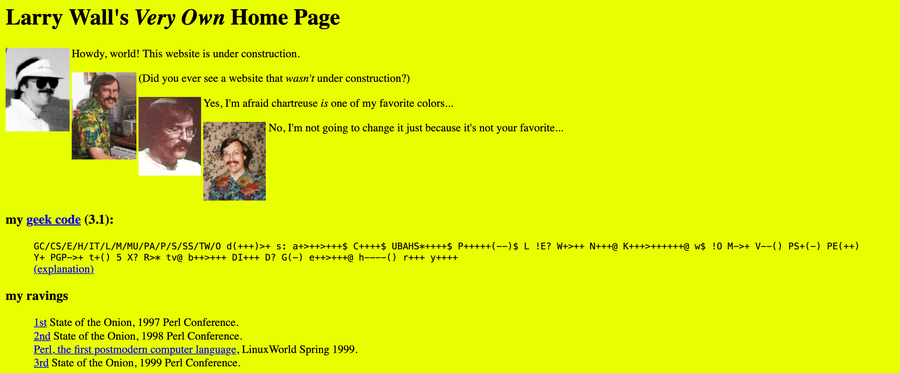 Larry Wall's Very Own Home Page
Howdy, world! This website is under construction.
(Did you ever see a website that wasn't under construction?)
Yes, I'm afraid chartreuse is one of my favorite colors...
No, I'm not going to change it just because it's not your favorite...
my geek code (3.1):
GC/CS/E/H/IT/L/M/MU/PA/P/S/SS/TW/O d(+++)>+ s: a+>++>+++$ C++++$ UBAHS*++++$ P+++++(--)$ L !E? W+>++ N+++@ K+++>++++++@ w$ !O M->+ V--() PS+(-) PE(++)
Y+ PGP->+ t+() 5 X? R>* tv@ b++>+++ DI+++ D? G(-) e++>+++@ h----() r+++ y++++
(explanation)
my ravings
1st State of the Onion, 1997 Perl Conference.
2nd State of the Onion, 1998 Perl Conference.
Perl, the first postmodern computer language, LinuxWorld Spring 1999.
3rd State of the Onion, 1999 Perl Conference.